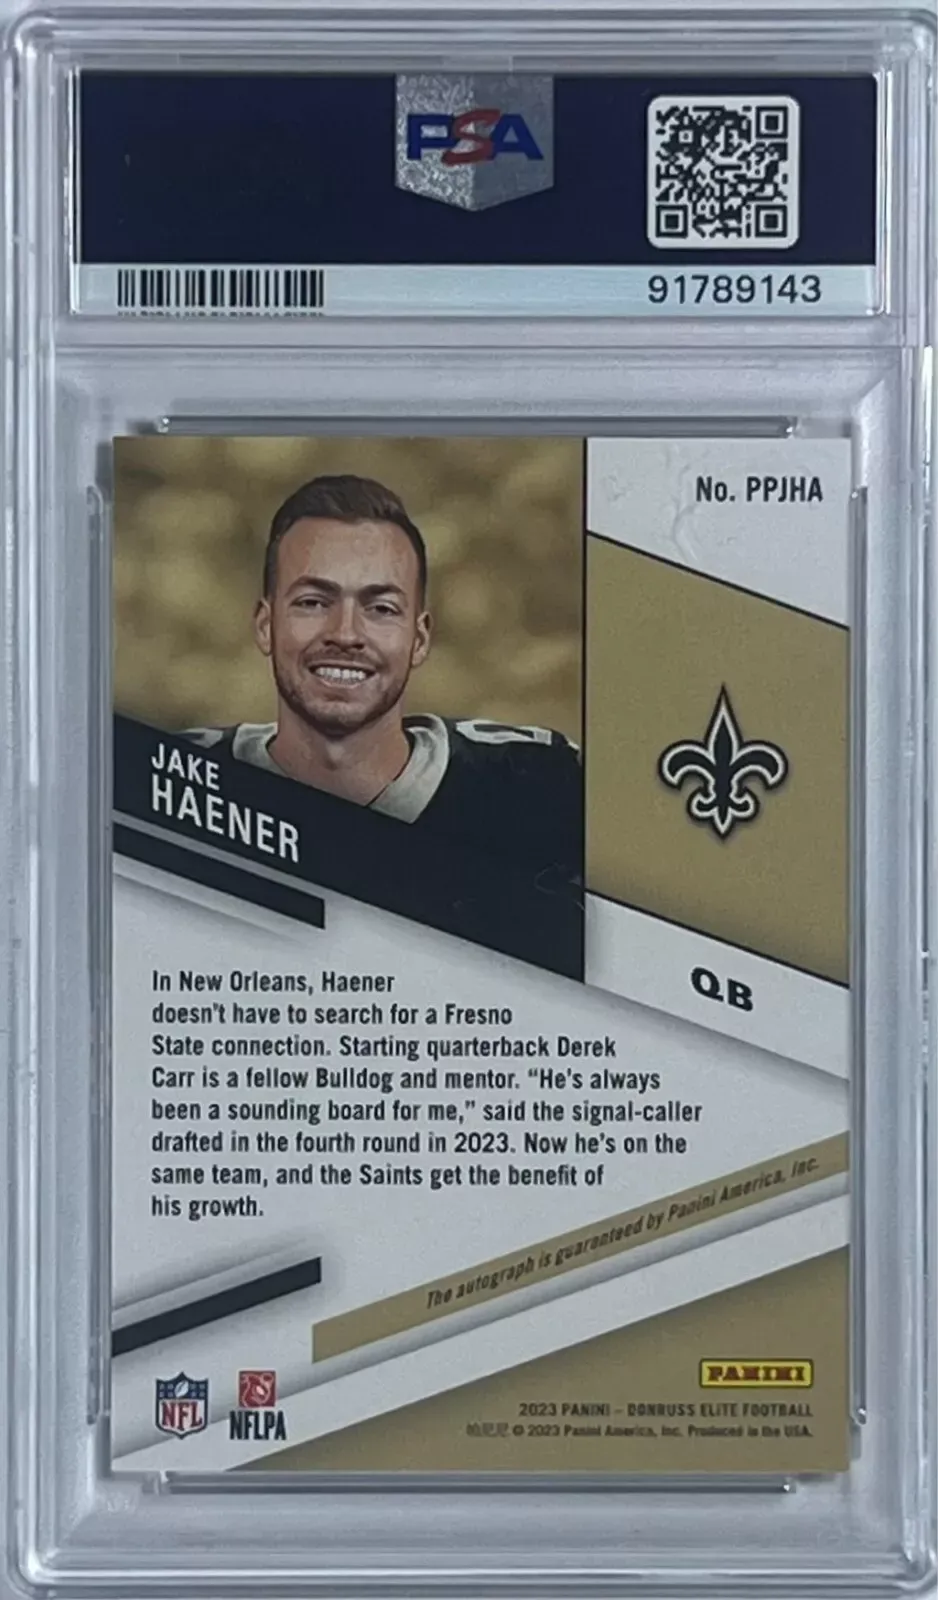 PSA
91789143
No. PPJHA
JAKE
HAENER
QB
In New Orleans, Haener
doesn't have to search for a Fresno
State connection. Starting quarterback Derek
Carr is a fellow Bulldog and mentor. “He's always
been a sounding board for me,” said the signal-caller
drafted in the fourth round in 2023. Now he's on the
same team, and the Saints get the benefit of
his growth.
The autograph is guaranteed by Panini America, Inc.
PANINI
NFL
NFLPA
2023 PANINI – DONRUSS ELITE FOOTBALL
帕尼尼 © 2023 Panini America, Inc. Produced in the USA.